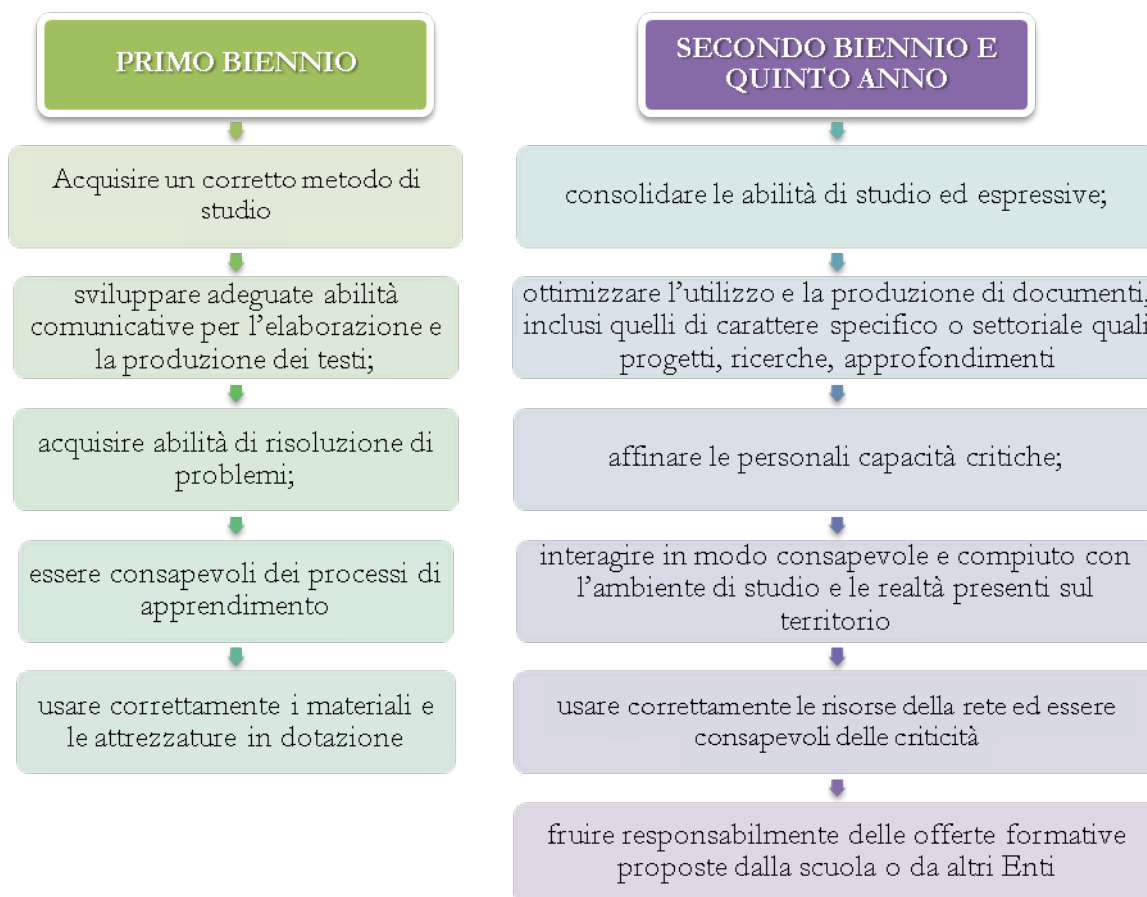 PRIMO BIENNIO
Acquisire un corretto metodo di
studio
sviluppare adeguate abilità
comunicative per l'elaborazione e
la produzione dei testi;
acquisire abilità di risoluzione di
problemi;
essere consapevoli dei processi di
apprendimento
usare correttamente i materiali e
le attrezzature in dotazione
SECONDO BIENNIO E
QUINTO ANNO
consolidare le abilità di studio ed espressive;
ottimizzare l'utilizzo e la produzione di documenti,
inclusi quelli di carattere specifico o settoriale quali
progetti, ricerche, approfondimenti
affinare le personali capacità critiche;
interagire in modo consapevole e compiuto con
l'ambiente di studio e le realtà presenti sul
territorio
usare correttamente le risorse della rete ed essere
consapevoli delle criticità
fruire responsabilmente delle offerte formative
proposte dalla scuola o da altri Enti